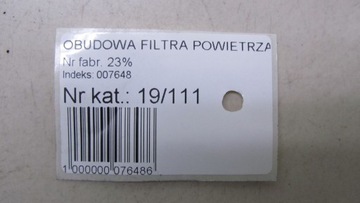 OBUDOWA FILTRA POWIETRZA
Nr fabr. 23%
Indeks: 007648
Nr kat.: 19/111
1 000000 076486